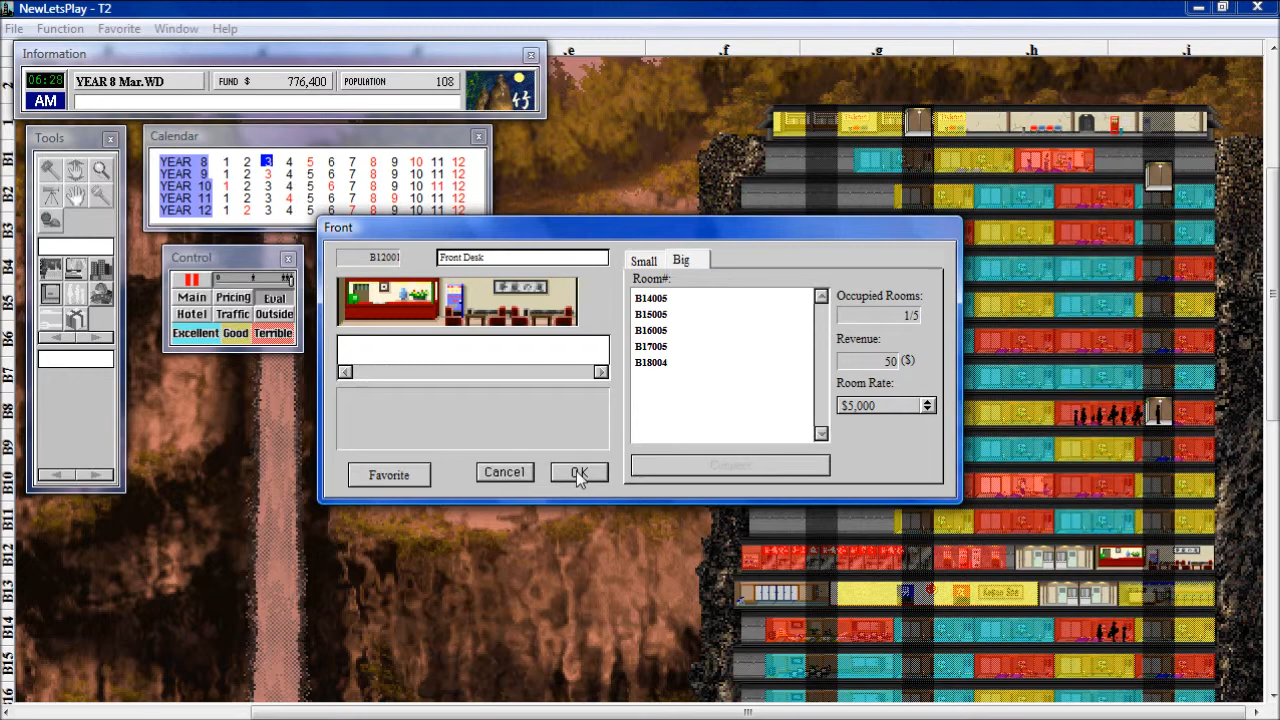 NewLetsPlay - T2
File Function Favorite Window Help
,e ,f ,g ,h ,i
Information
06:28
AM
YEAR 8 Mar.WD
FUND $ 776,400
POPULATION 108
竹
Tools
Calendar
YEAR 8 1 2 3 4 5 6 7 8 9 10 11 12
YEAR 9 1 2 3 4 5 6 7 8 9 10 11 12
YEAR 10 1 2 3 4 5 6 7 8 9 10 11 12
YEAR 11 1 2 3 4 5 6 7 8 9 10 11 12
YEAR 12 1 2 3 4 5 6 7 8 9 10 11 12
Control
Main Pricing Eval
Hotel Traffic Outside
Excellent Good Terrible
Front
B12001
Front Desk
Favorite
Cancel
OK
Small
Big
Room#:
B14005
B15005
B16005
B17005
B18004
Connect
Occupied Rooms:
1/5
Revenue:
50 ($)
Room Rate:
$5,000
2
B1
B2
B3
B4
B5
B6
B7
B8
B9
B10
B11
B12
B13
B14
B15
B16